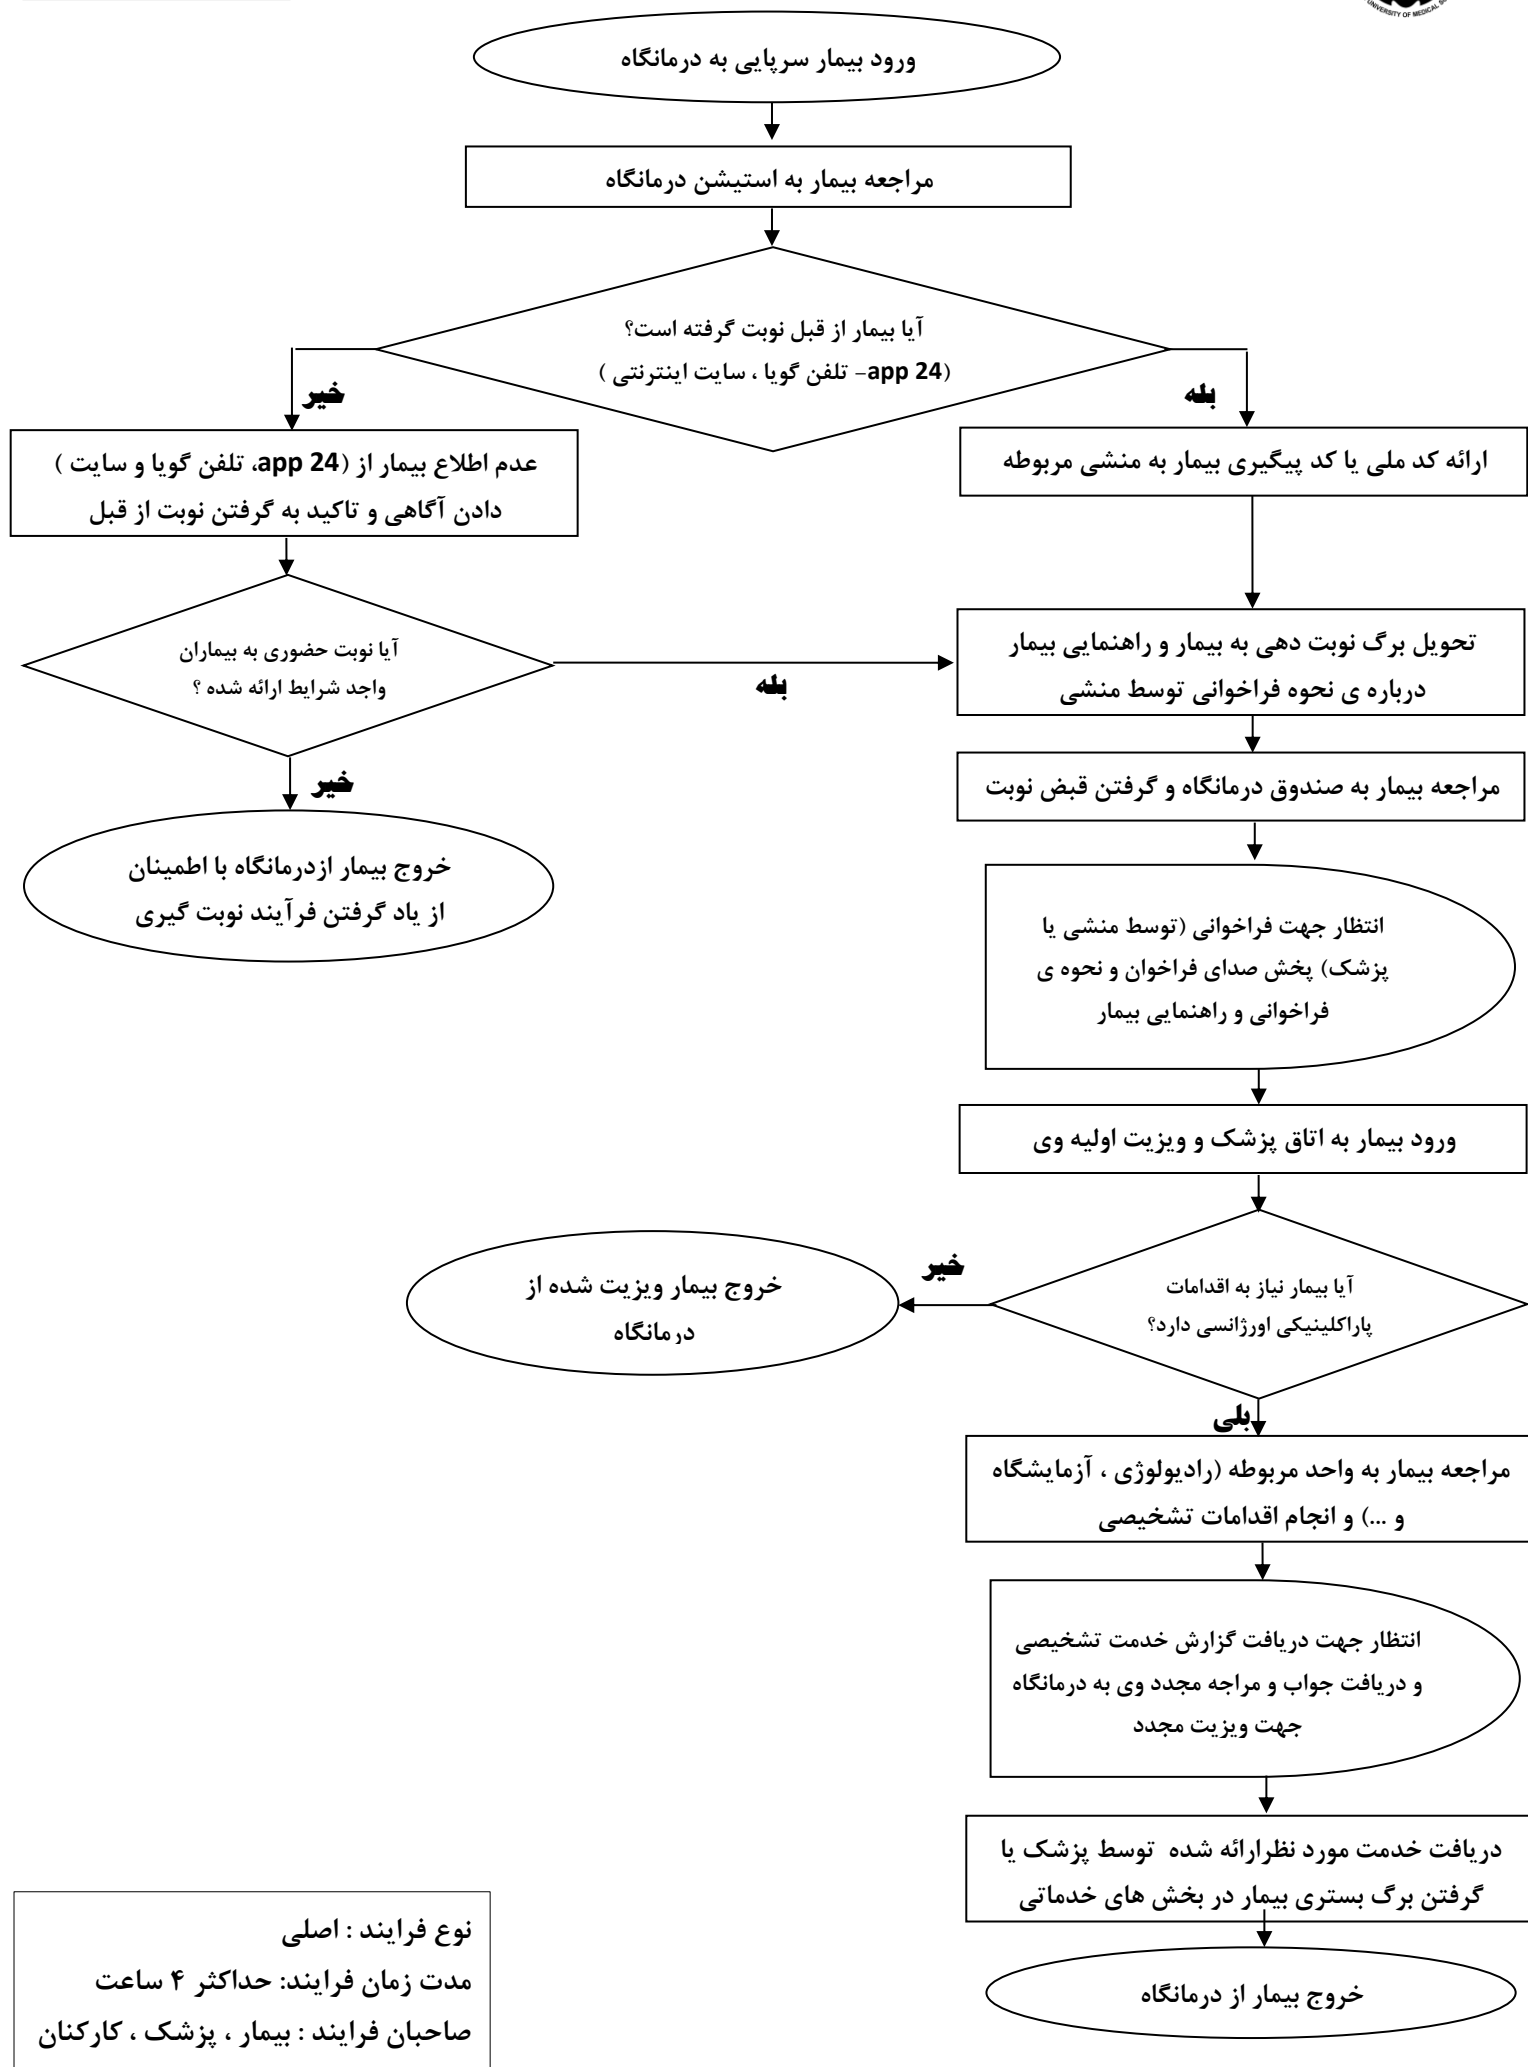 UNIVERSITY OF MEDICAL
ورود بیمار سرپایی به درمانگاه
مراجعه بیمار به استیشن درمانگاه
آیا بیمار از قبل نوبت گرفته است؟
(app 24- تلفن گویا ، سایت اینترنتی )
خیر
بله
عدم اطلاع بیمار از (app 24، تلفن گویا و سایت )
دادن آگاهی و تاکید به گرفتن نوبت از قبل
ارائه کد ملی یا کد پیگیری بیمار به منشی مربوطه
آیا نوبت حضوری به بیماران
واجد شرایط ارائه شده ؟
بله
تحویل برگ نوبت دهی به بیمار و راهنمایی بیمار
درباره ی نحوه فراخوانی توسط منشی
خیر
مراجعه بیمار به صندوق درمانگاه و گرفتن قبض نوبت
خروج بیمار ازدرمانگاه با اطمینان
از یاد گرفتن فرآیند نوبت گیری
انتظار جهت فراخوانی (توسط منشی یا
پزشک) پخش صدای فراخوان و نحوه ی
فراخوانی و راهنمایی بیمار
ورود بیمار به اتاق پزشک و ویزیت اولیه وی
آیا بیمار نیاز به اقدامات
پاراکلینیکی اورژانسی دارد؟
خیر
خروج بیمار ویزیت شده از
درمانگاه
بلی
مراجعه بیمار به واحد مربوطه (رادیولوژی ، آزمایشگاه
و ...) و انجام اقدامات تشخیصی
انتظار جهت دریافت گزارش خدمت تشخیصی
و دریافت جواب و مراجه مجدد وی به درمانگاه
جهت ویزیت مجدد
دریافت خدمت مورد نظرارائه شده توسط پزشک یا
گرفتن برگ بستری بیمار در بخش های خدماتی
خروج بیمار از درمانگاه
نوع فرایند : اصلی
مدت زمان فرایند: حداکثر ۴ ساعت
صاحبان فرایند : بیمار ، پزشک ، کارکنان